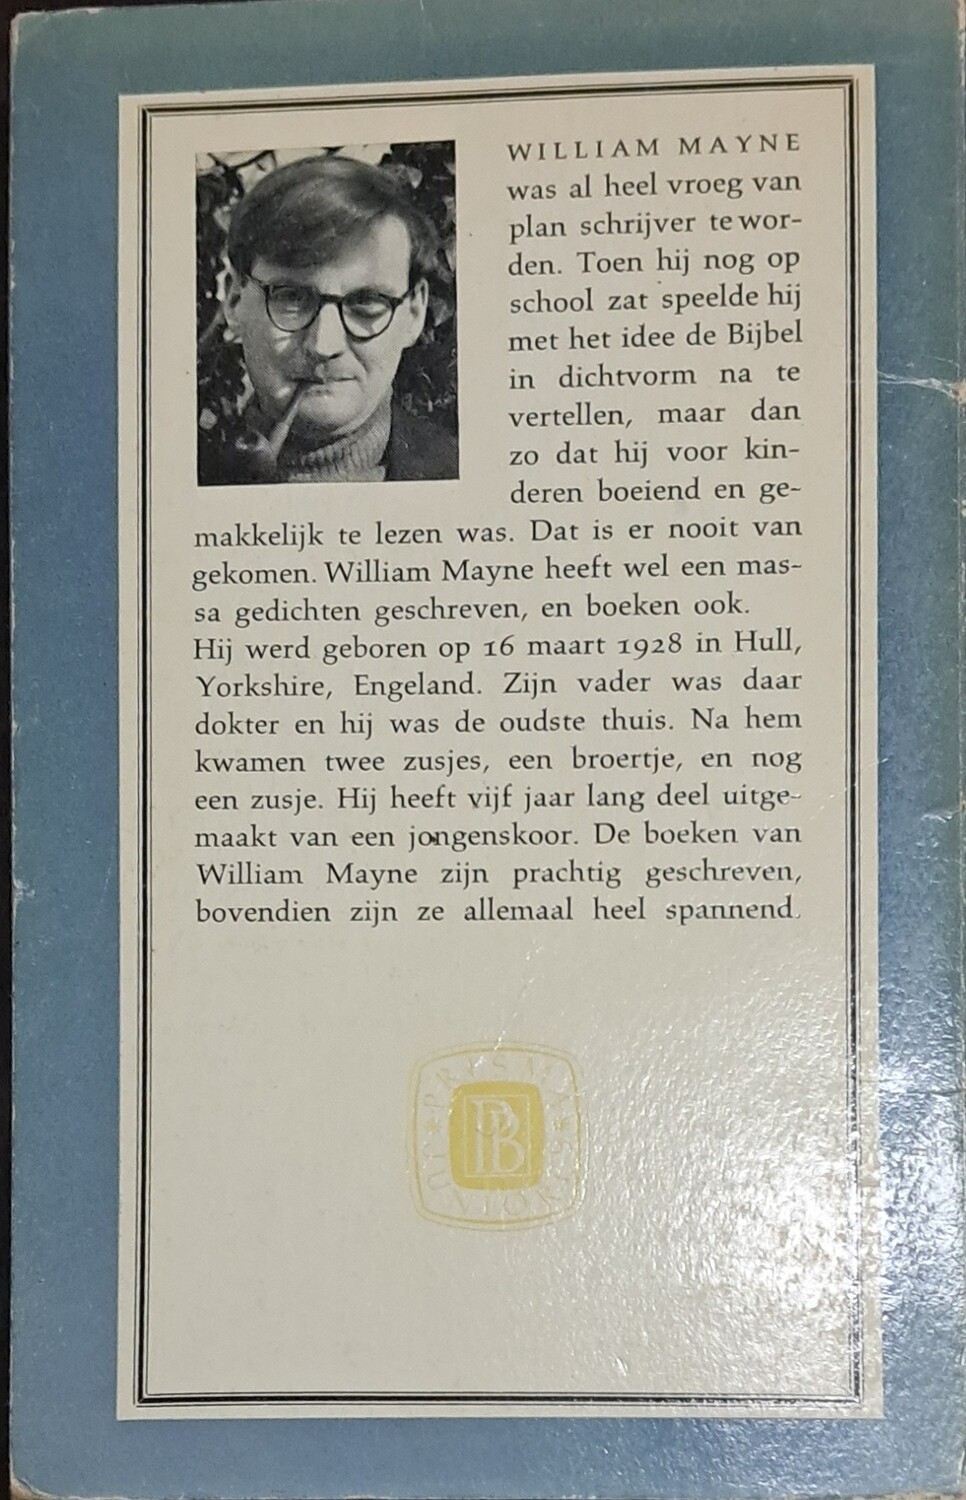 WILLIAM MAYNE
was al heel vroeg van
plan schrijver te wor-
den. Toen hij nog op
school zat speelde hij
met het idee de Bijbel
in dichtvorm na te
vertellen, maar dan
zo dat hij voor kin-
deren boeiend en ge-
makkelijk te lezen was. Dat is er nooit van
gekomen. William Mayne heeft wel een mas-
sa gedichten geschreven, en boeken ook.
Hij werd geboren op 16 maart 1928 in Hull,
Yorkshire, Engeland. Zijn vader was daar
dokter en hij was de oudste thuis. Na hem
kwamen twee zusjes, een broertje, en nog
een zusje. Hij heeft vijf jaar lang deel uitge-
maakt van een jongenskoor. De boeken van
William Mayne zijn prachtig geschreven,
bovendien zijn ze allemaal heel spannend.
PRISMA
PB
JUNIORES